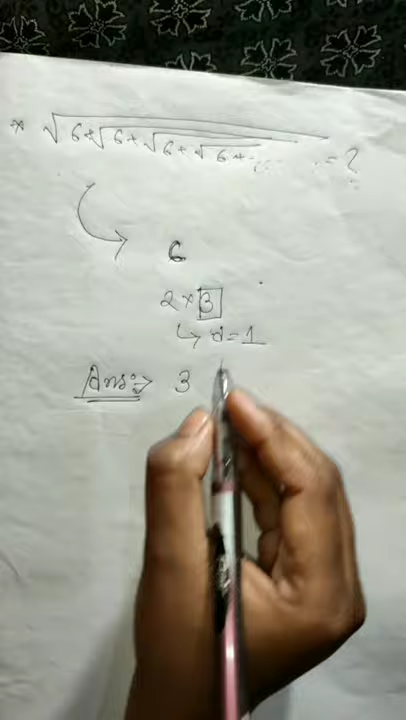 * √6+√6+√6+√6+...... = ?
6
2 × 3
↳ d = 1
Ans:-> 3